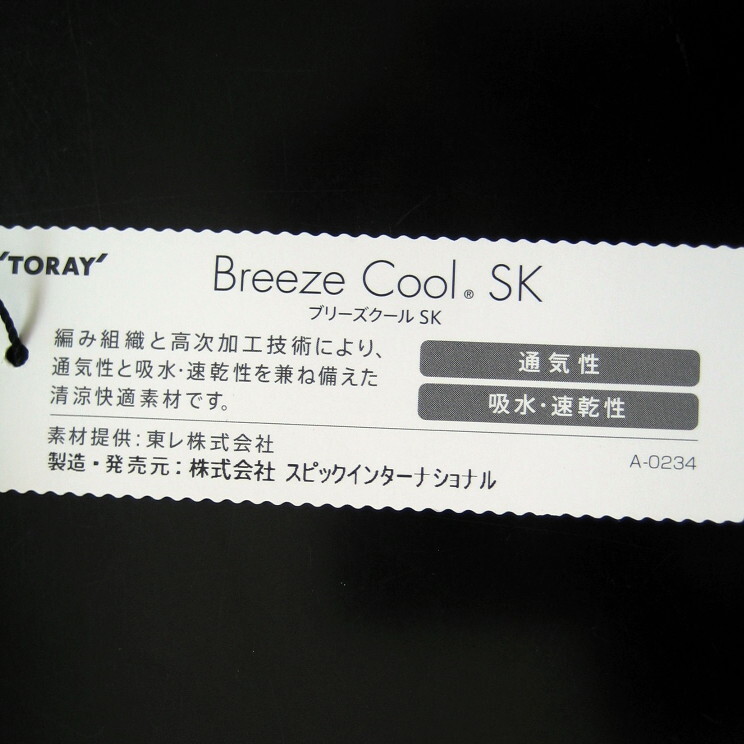 'TORAY'
Breeze Cool® SK
ブリーズクール SK
編み組織と高次加工技術により、
通気性と吸水・速乾性を兼ね備えた
清涼快適素材です。
通気性
吸水・速乾性
素材提供：東レ株式会社
製造・発売元：株式会社 スピックインターナショナル
A-0234